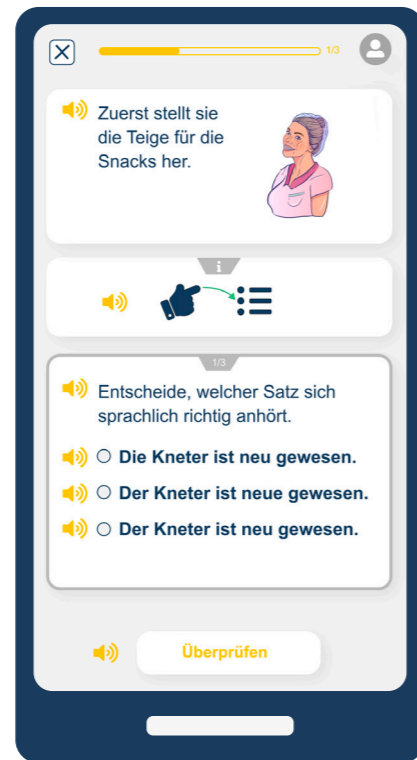 1/3
Zuerst stellt sie
die Teige für die
Snacks her.
i
1/3
Entscheide, welcher Satz sich
sprachlich richtig anhört.
Die Kneter ist neu gewesen.
Der Kneter ist neue gewesen.
Der Kneter ist neu gewesen.
Überprüfen